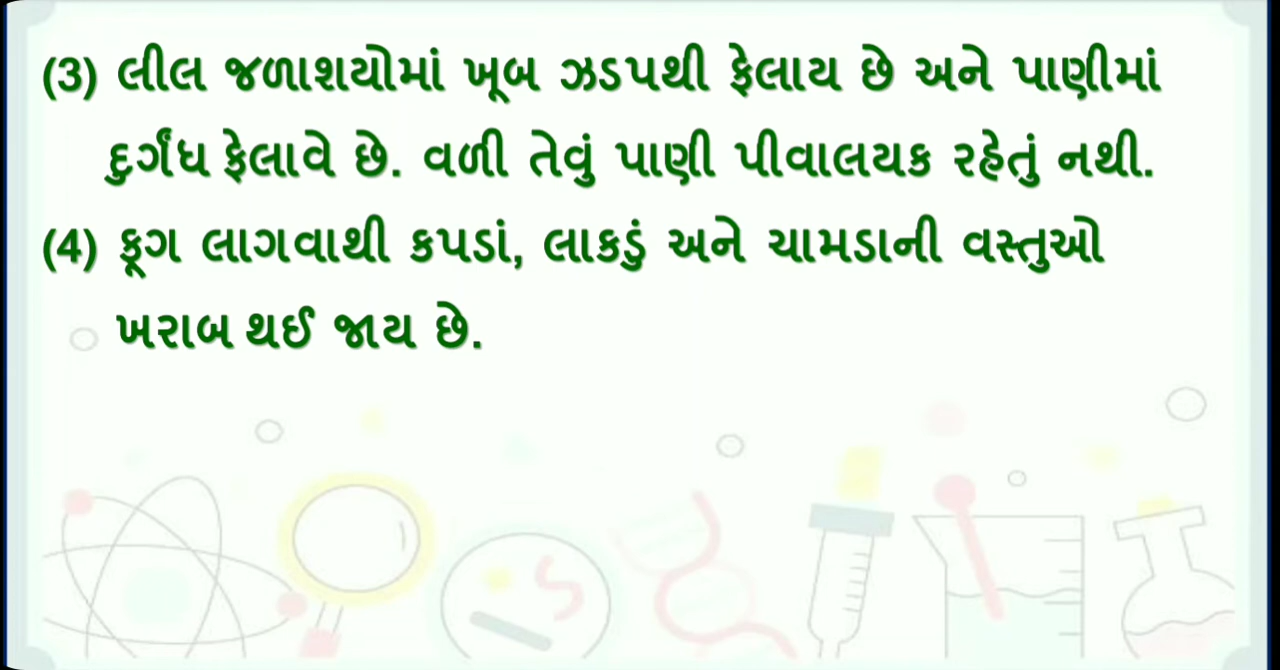 (3) લીલ જળાશયોમાં ખૂબ ઝડપથી ફેલાય છે અને પાણીમાં
દુર્ગંધ ફેલાવે છે. વળી તેવું પાણી પીવાલયક રહેતું નથી.
(4) ફૂગ લાગવાથી કપડાં, લાકડું અને ચામડાની વસ્તુઓ
ખરાબ થઈ જાય છે.